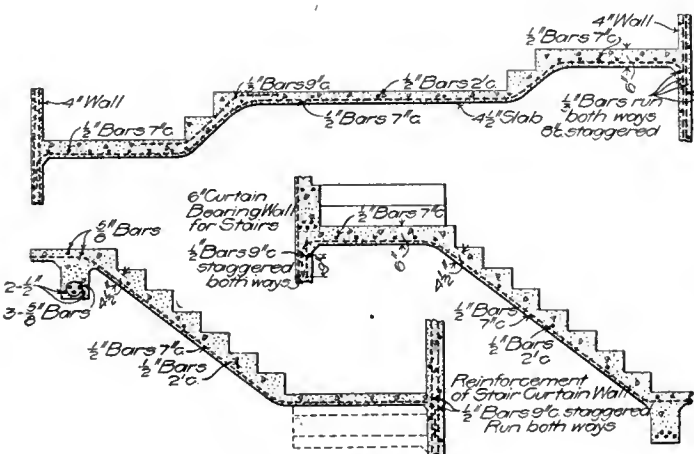 4" Wall
½" Bars 7"c.
½" Bars 9"c.
½" Bars 2'c.
½" Bars 7"c.
4½" Slab
4" Wall
½" Bars 7"c.
6"
½" Bars run
both ways
8"c. staggered
6" Curtain
Bearing Wall
for Stairs
½" Bars 9"c
staggered
both ways
½" Bars 7"c
6"
4½"
½" Bars
7"c.
½" Bars
2'c.
⅝" Bars
2-½"
3-⅝" Bars
4½"
½" Bars 7"c.
½" Bars
2'c.
Reinforcement
of Stair Curtain Wall
½" Bars 9"c staggered
Run both ways